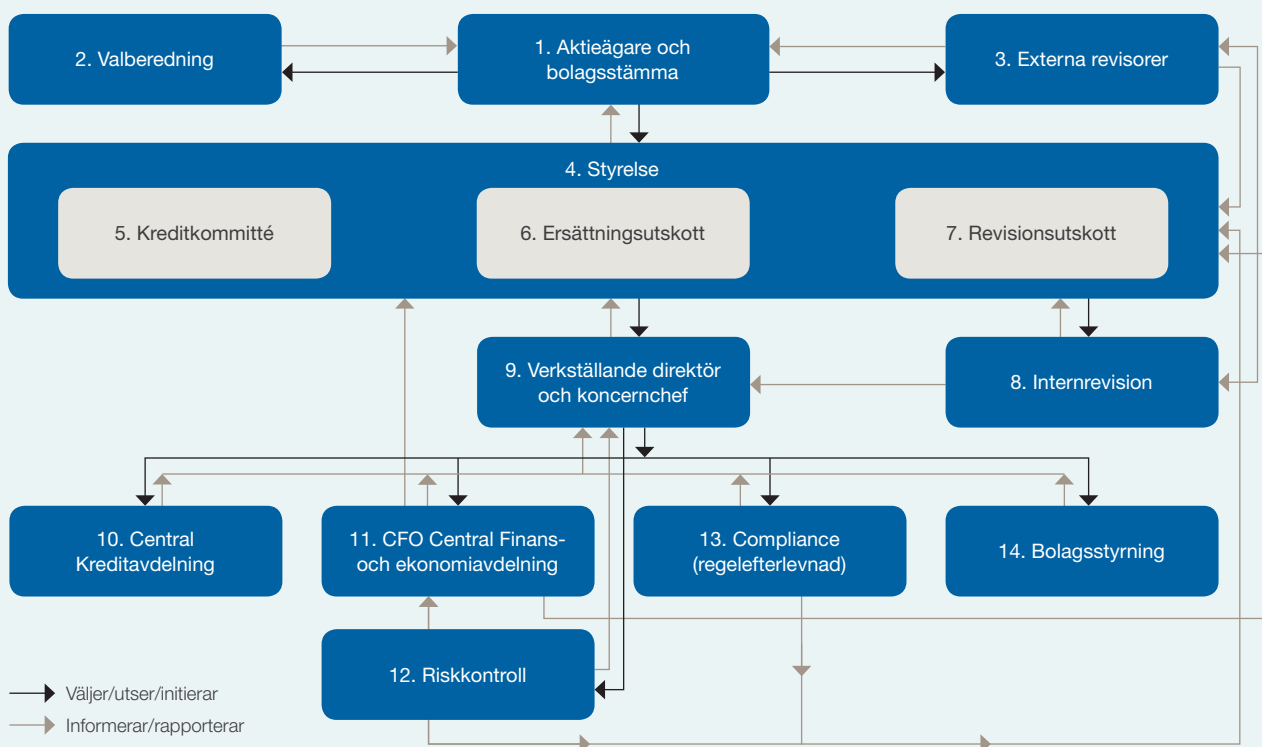 2. Valberedning
1. Aktieägare och
bolagsstämma
3. Externa revisorer
4. Styrelse
5. Kreditkommitté
6. Ersättningsutskott
7. Revisionsutskott
9. Verkställande direktör
och koncernchef
8. Internrevision
10. Central
Kreditavdelning
11. CFO Central Finans-
och ekonomiavdelning
13. Compliance
(regelefterlevnad)
14. Bolagsstyrning
12. Riskkontroll
Väljer/utser/initierar
Informerar/rapporterar